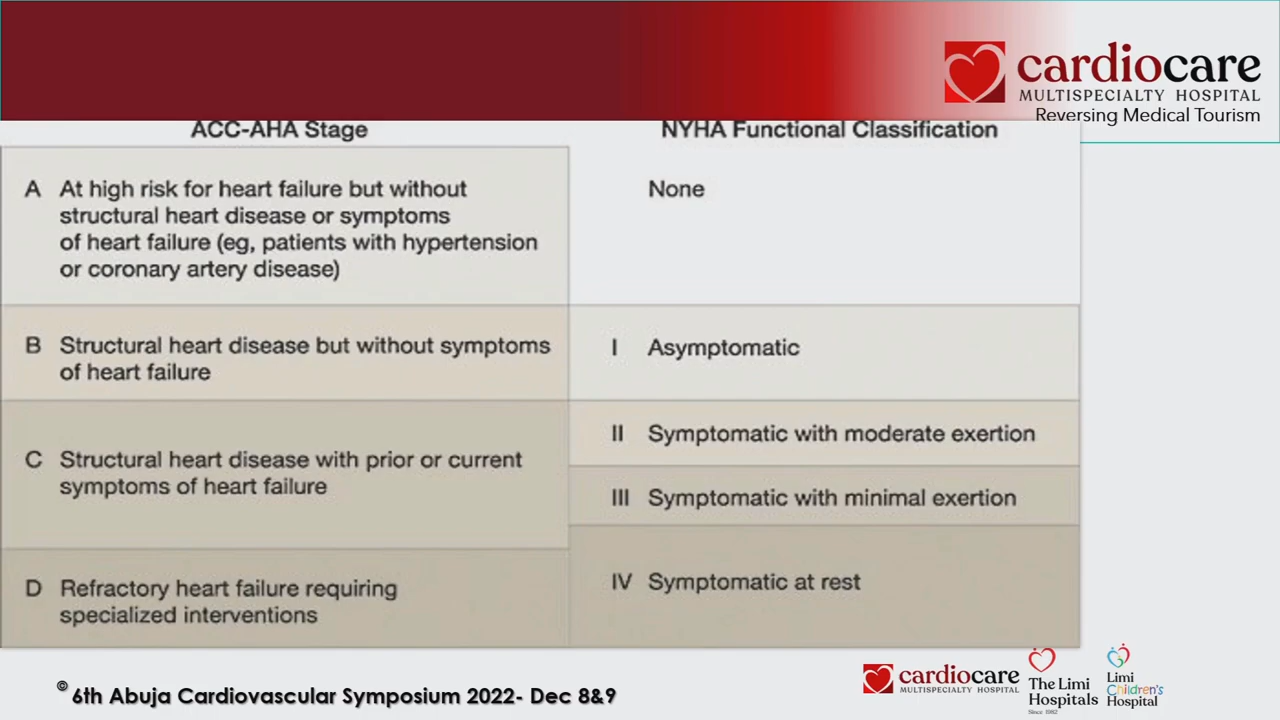 cardiocare
MULTISPECIALTY HOSPITAL
Reversing Medical Tourism
ACC-AHA Stage
NYHA Functional Classification
A At high risk for heart failure but without
structural heart disease or symptoms
of heart failure (eg, patients with hypertension
or coronary artery disease)
None
B Structural heart disease but without symptoms
of heart failure
I Asymptomatic
C Structural heart disease with prior or current
symptoms of heart failure
II Symptomatic with moderate exertion
III Symptomatic with minimal exertion
D Refractory heart failure requiring
specialized interventions
IV Symptomatic at rest
© 6th Abuja Cardiovascular Symposium 2022- Dec 8&9
cardiocare
MULTISPECIALTY HOSPITAL
The Limi
Hospitals
Since 1982
Limi
Children's
Hospital